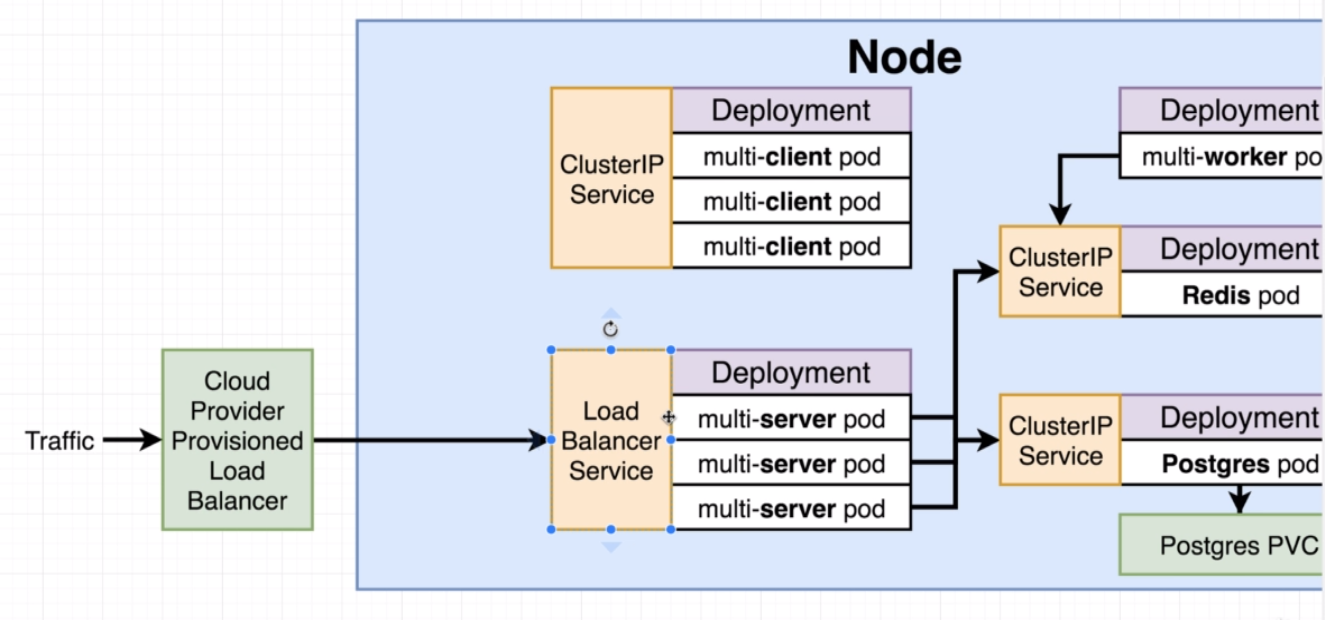 Node
ClusterIP
Service
Deployment
multi-client pod
multi-client pod
multi-client pod
Deployment
multi-worker po
ClusterIP
Service
Deployment
Redis pod
Traffic
Cloud
Provider
Provisioned
Load
Balancer
Load
Balancer
Service
Deployment
multi-server pod
multi-server pod
multi-server pod
ClusterIP
Service
Deployment
Postgres pod
Postgres PVC